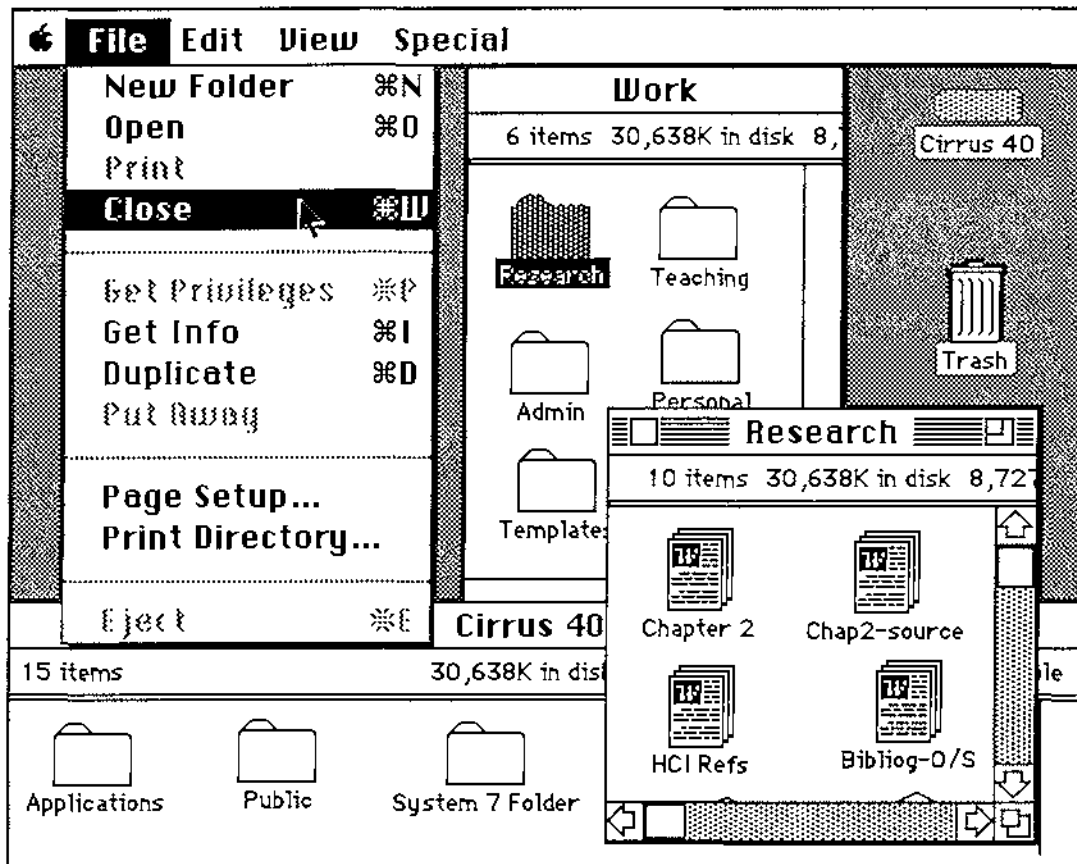 File Edit View Special
New Folder ⌘N
Open ⌘O
Print
Close ⌘W
Get Privileges ⌘P
Get Info ⌘I
Duplicate ⌘D
Put Away
Page Setup...
Print Directory...
Eject ⌘E
Work
6 items 30,638K in disk 8,
Research
Teaching
Admin
Personal
Templates
Cirrus 40
Trash
Research
10 items 30,638K in disk 8,727
Chapter 2
Chap2-source
HCI Refs
Bibliog-O/S
Cirrus 40
15 items 30,638K in dis
le
Applications
Public
System 7 Folder